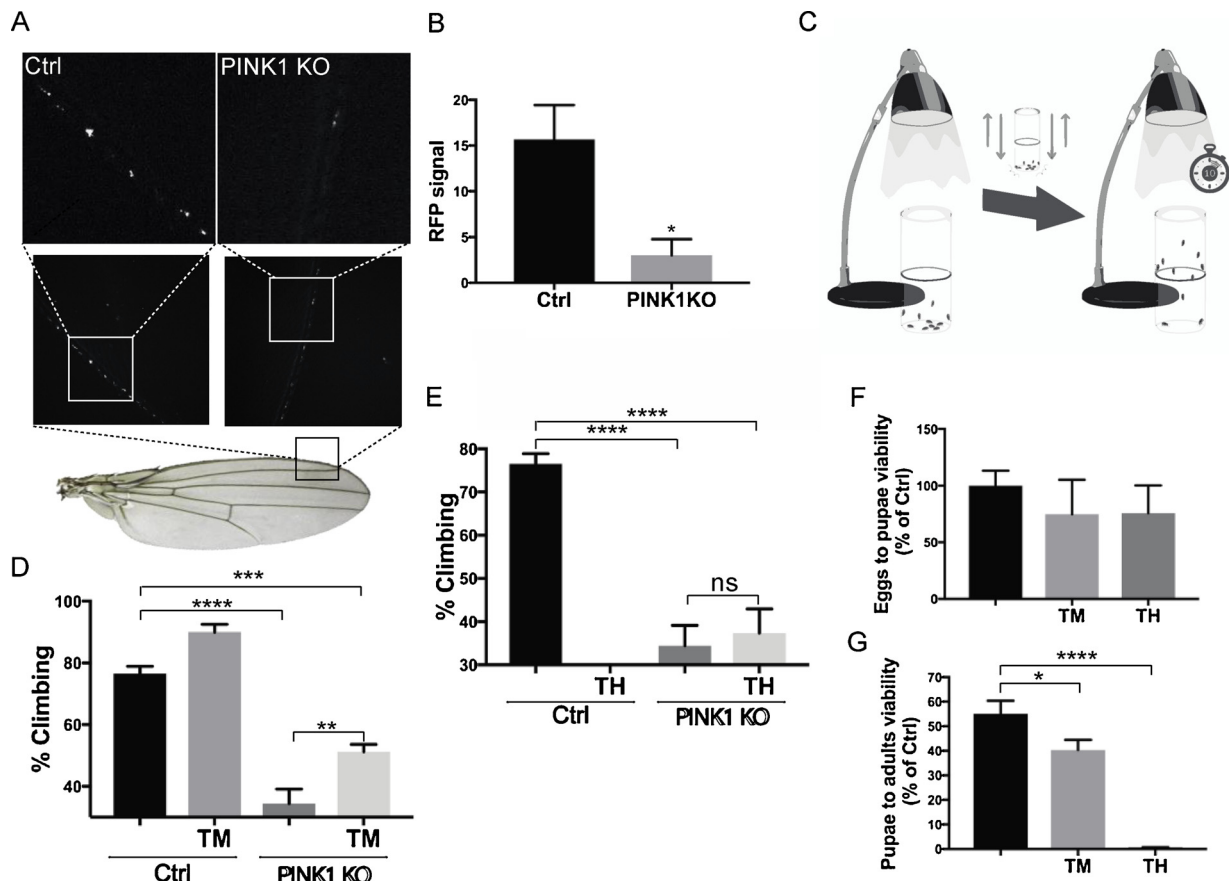 A
Ctrl
PINK1 KO
B
RFP signal
20
15
10
5
0
*
Ctrl
PINK1KO
C
10
D
% Climbing
100
80
60
40
***
****
**
TM
TM
Ctrl
PINK1 KO
E
% Climbing
80
70
60
50
40
30
****
****
ns
TH
TH
Ctrl
PINK1 KO
F
Eggs to pupae viability
(% of Ctrl)
150
100
50
0
TM
TH
G
Pupae to adults viability
(% of Ctrl)
70
60
50
40
30
20
10
0
****
*
TM
TH